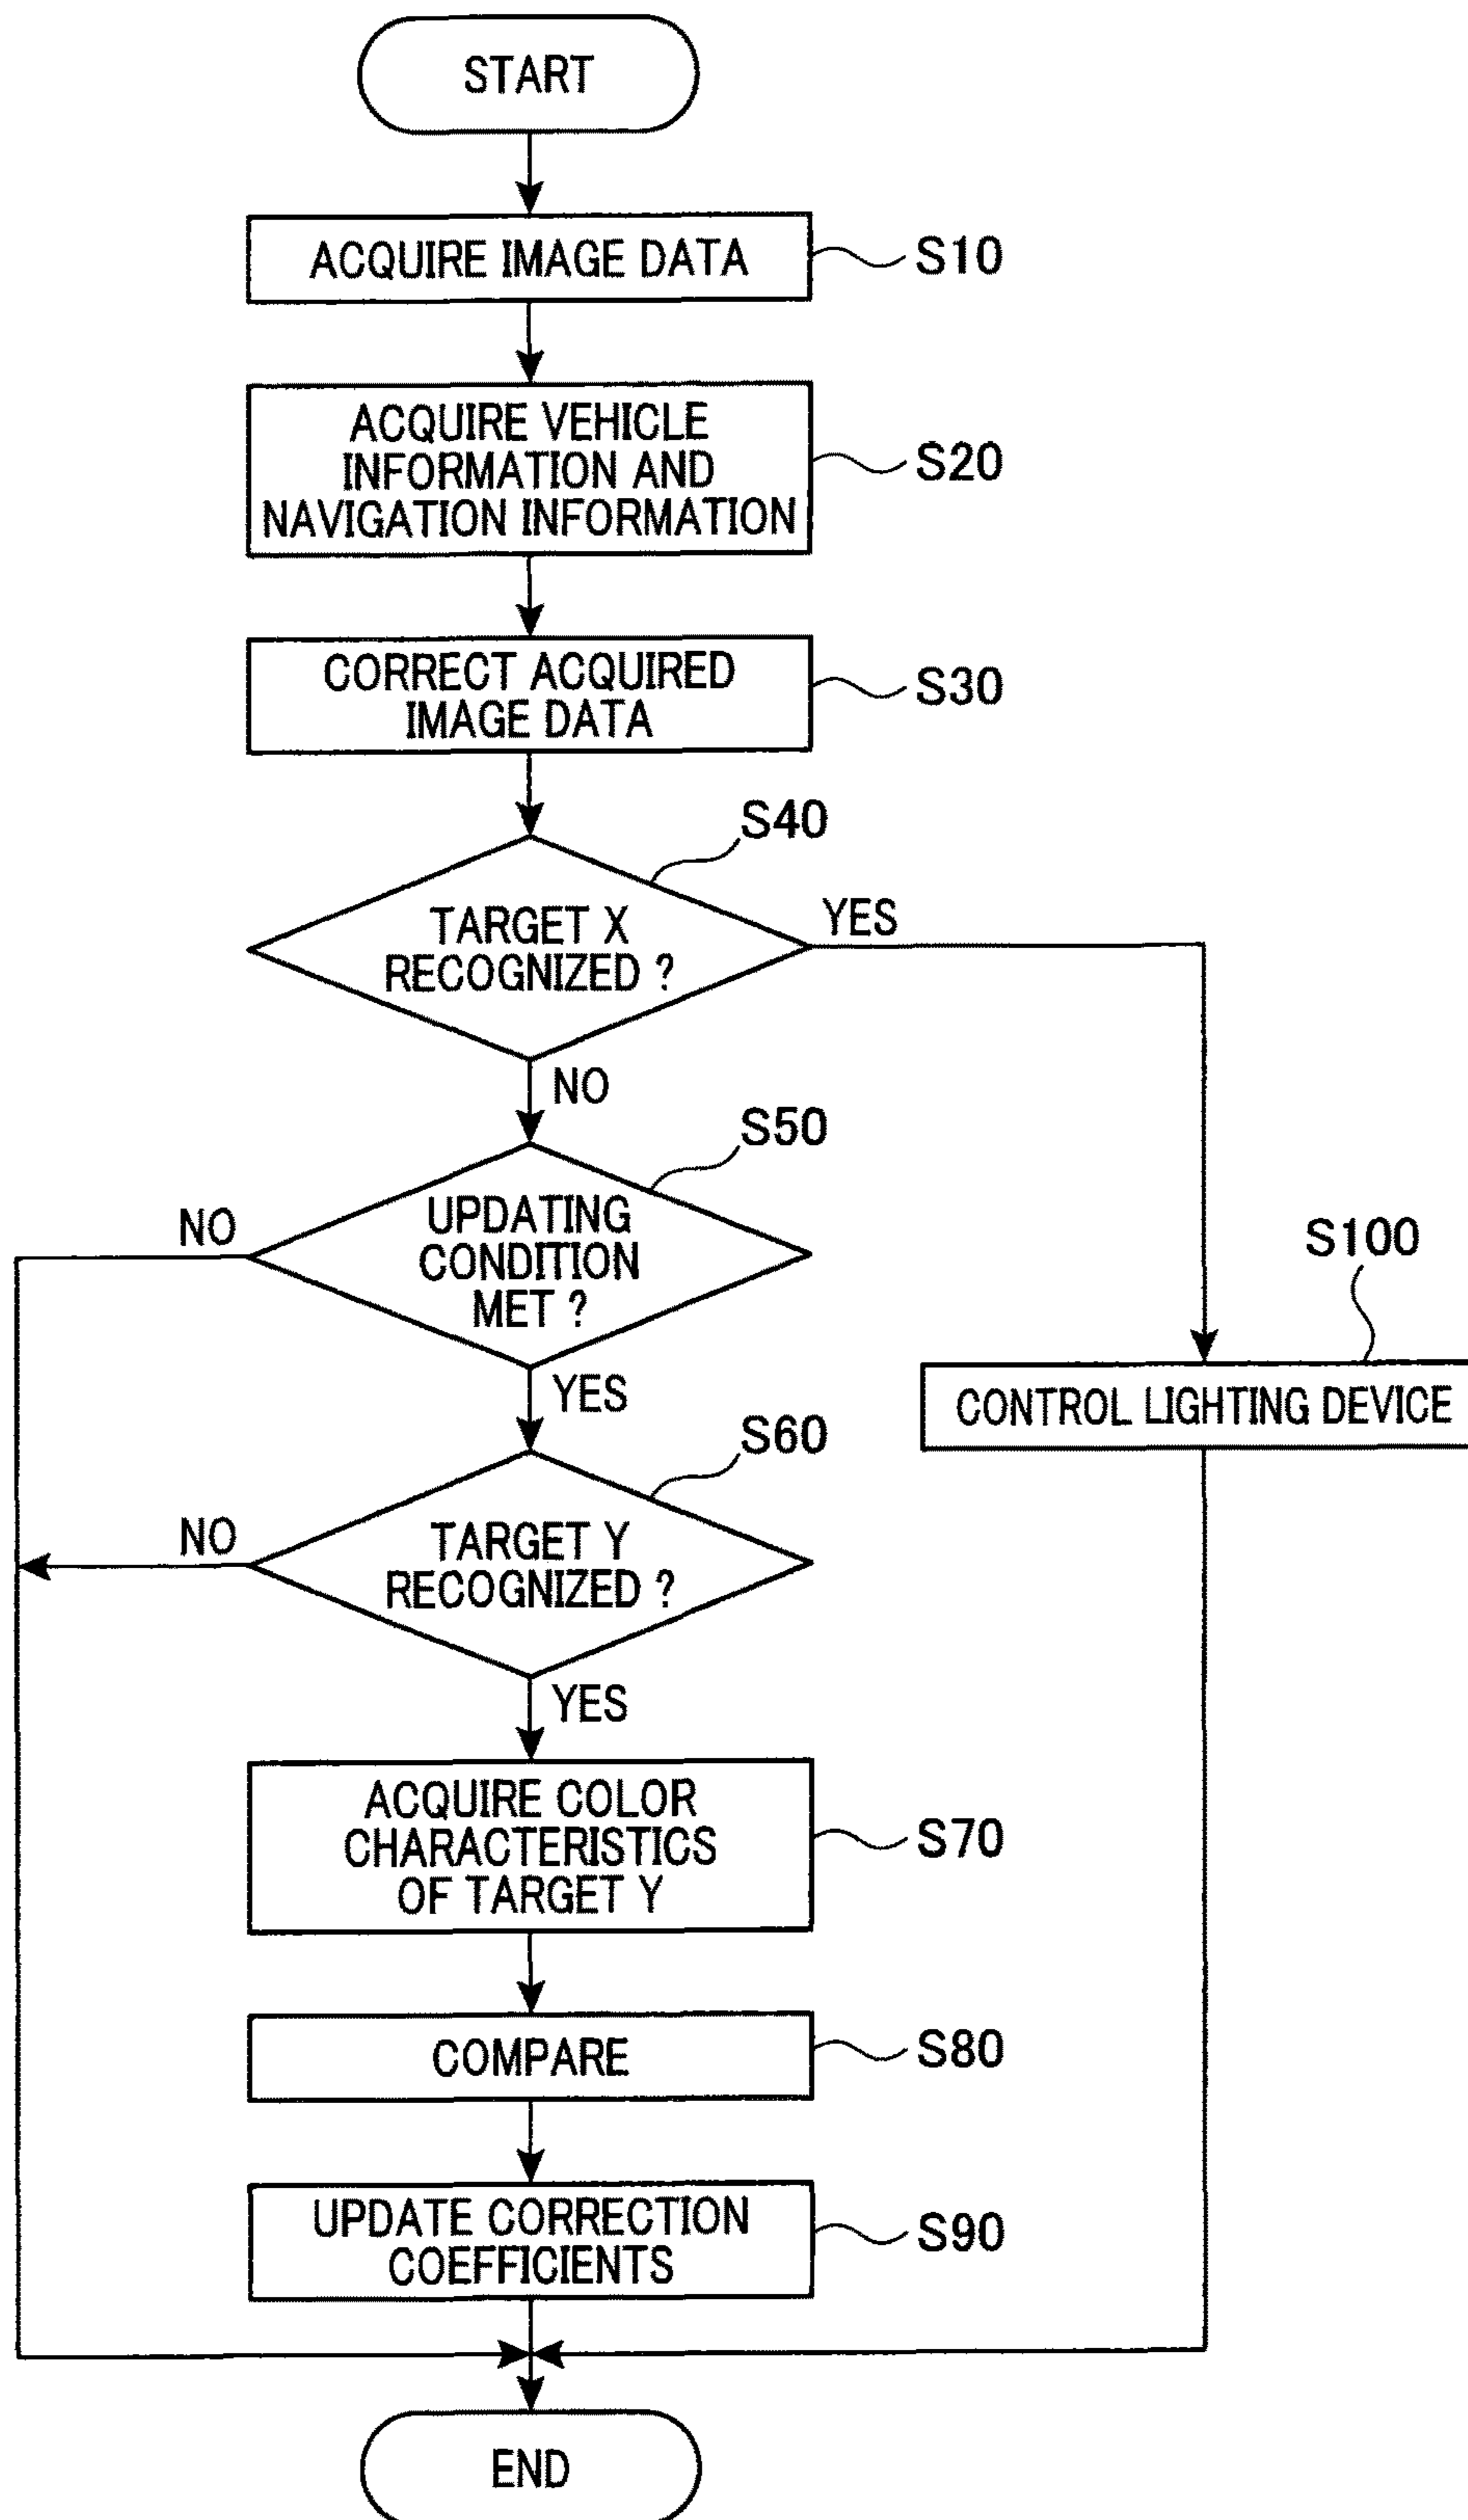 START
ACQUIRE IMAGE DATA
S10
ACQUIRE VEHICLE
INFORMATION AND
NAVIGATION INFORMATION
S20
CORRECT ACQUIRED
IMAGE DATA
S30
S40
TARGET X
RECOGNIZED ?
YES
NO
S50
UPDATING
CONDITION
MET ?
NO
YES
S100
CONTROL LIGHTING DEVICE
S60
TARGET Y
RECOGNIZED ?
NO
YES
ACQUIRE COLOR
CHARACTERISTICS
OF TARGET Y
S70
COMPARE
S80
UPDATE CORRECTION
COEFFICIENTS
S90
END